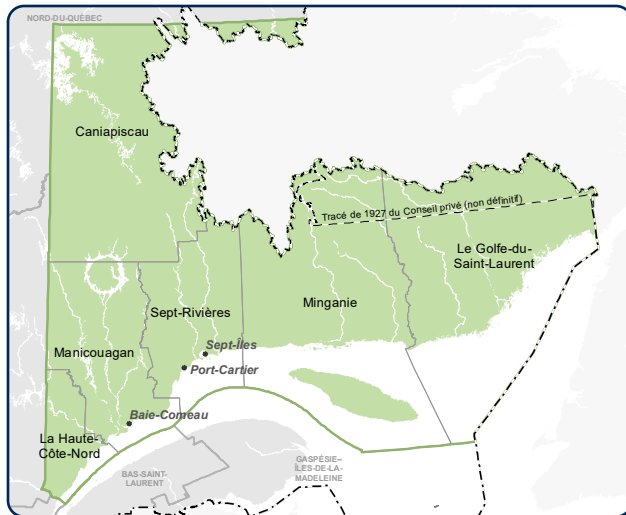 NORD-DU-QUÉBEC
Caniapiscau
Tracé de 1927 du Conseil privé (non définitif)
Le Golfe-du-
Saint-Laurent
Sept-Rivières
Minganie
Manicouagan
Sept-Îles
Port-Cartier
Baie-Comeau
La Haute-
Côte-Nord
BAS-SAINT-
LAURENT
GASPÉSIE–
ÎLES-DE-LA-
MADELEINE